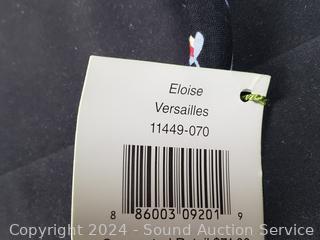 Eloise
Versailles
11449-070
8 86003 09201 9
Copyright 2024 - Sound Auction Service